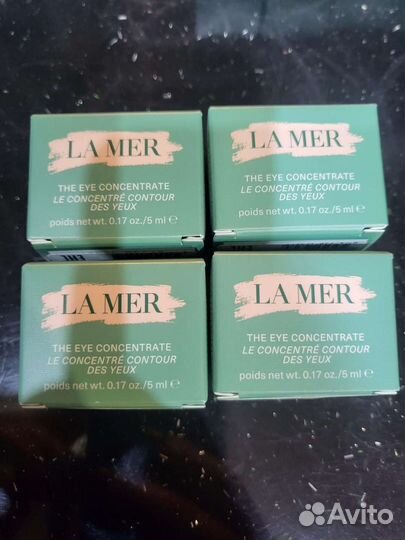 LA MER
THE EYE CONCENTRATE
LE CONCENTRÉ CONTOUR
DES YEUX
poids net wt. 0.17 oz./5 ml ℮
LA MER
THE EYE CONCENTRATE
LE CONCENTRÉ CONTOUR
DES YEUX
poids net wt. 0.17 oz./5 ml ℮
LA MER
THE EYE CONCENTRATE
LE CONCENTRÉ CONTOUR
DES YEUX
poids net wt. 0.17 oz./5 ml ℮
LA MER
THE EYE CONCENTRATE
LE CONCENTRÉ CONTOUR
DES YEUX
poids net wt. 0.17 oz./5 ml ℮
Avito